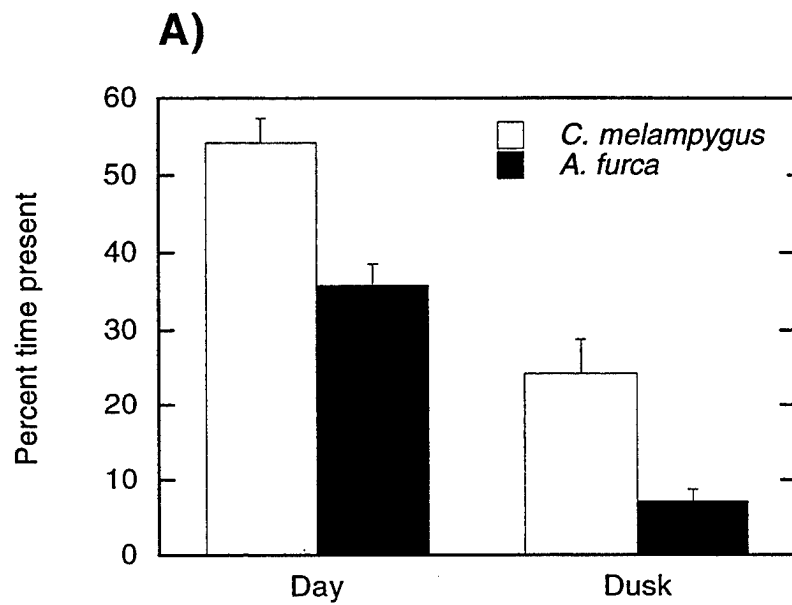 A)
60
50
40
30
20
10
0
Percent time present
C. melampygus
A. furca
Day
Dusk